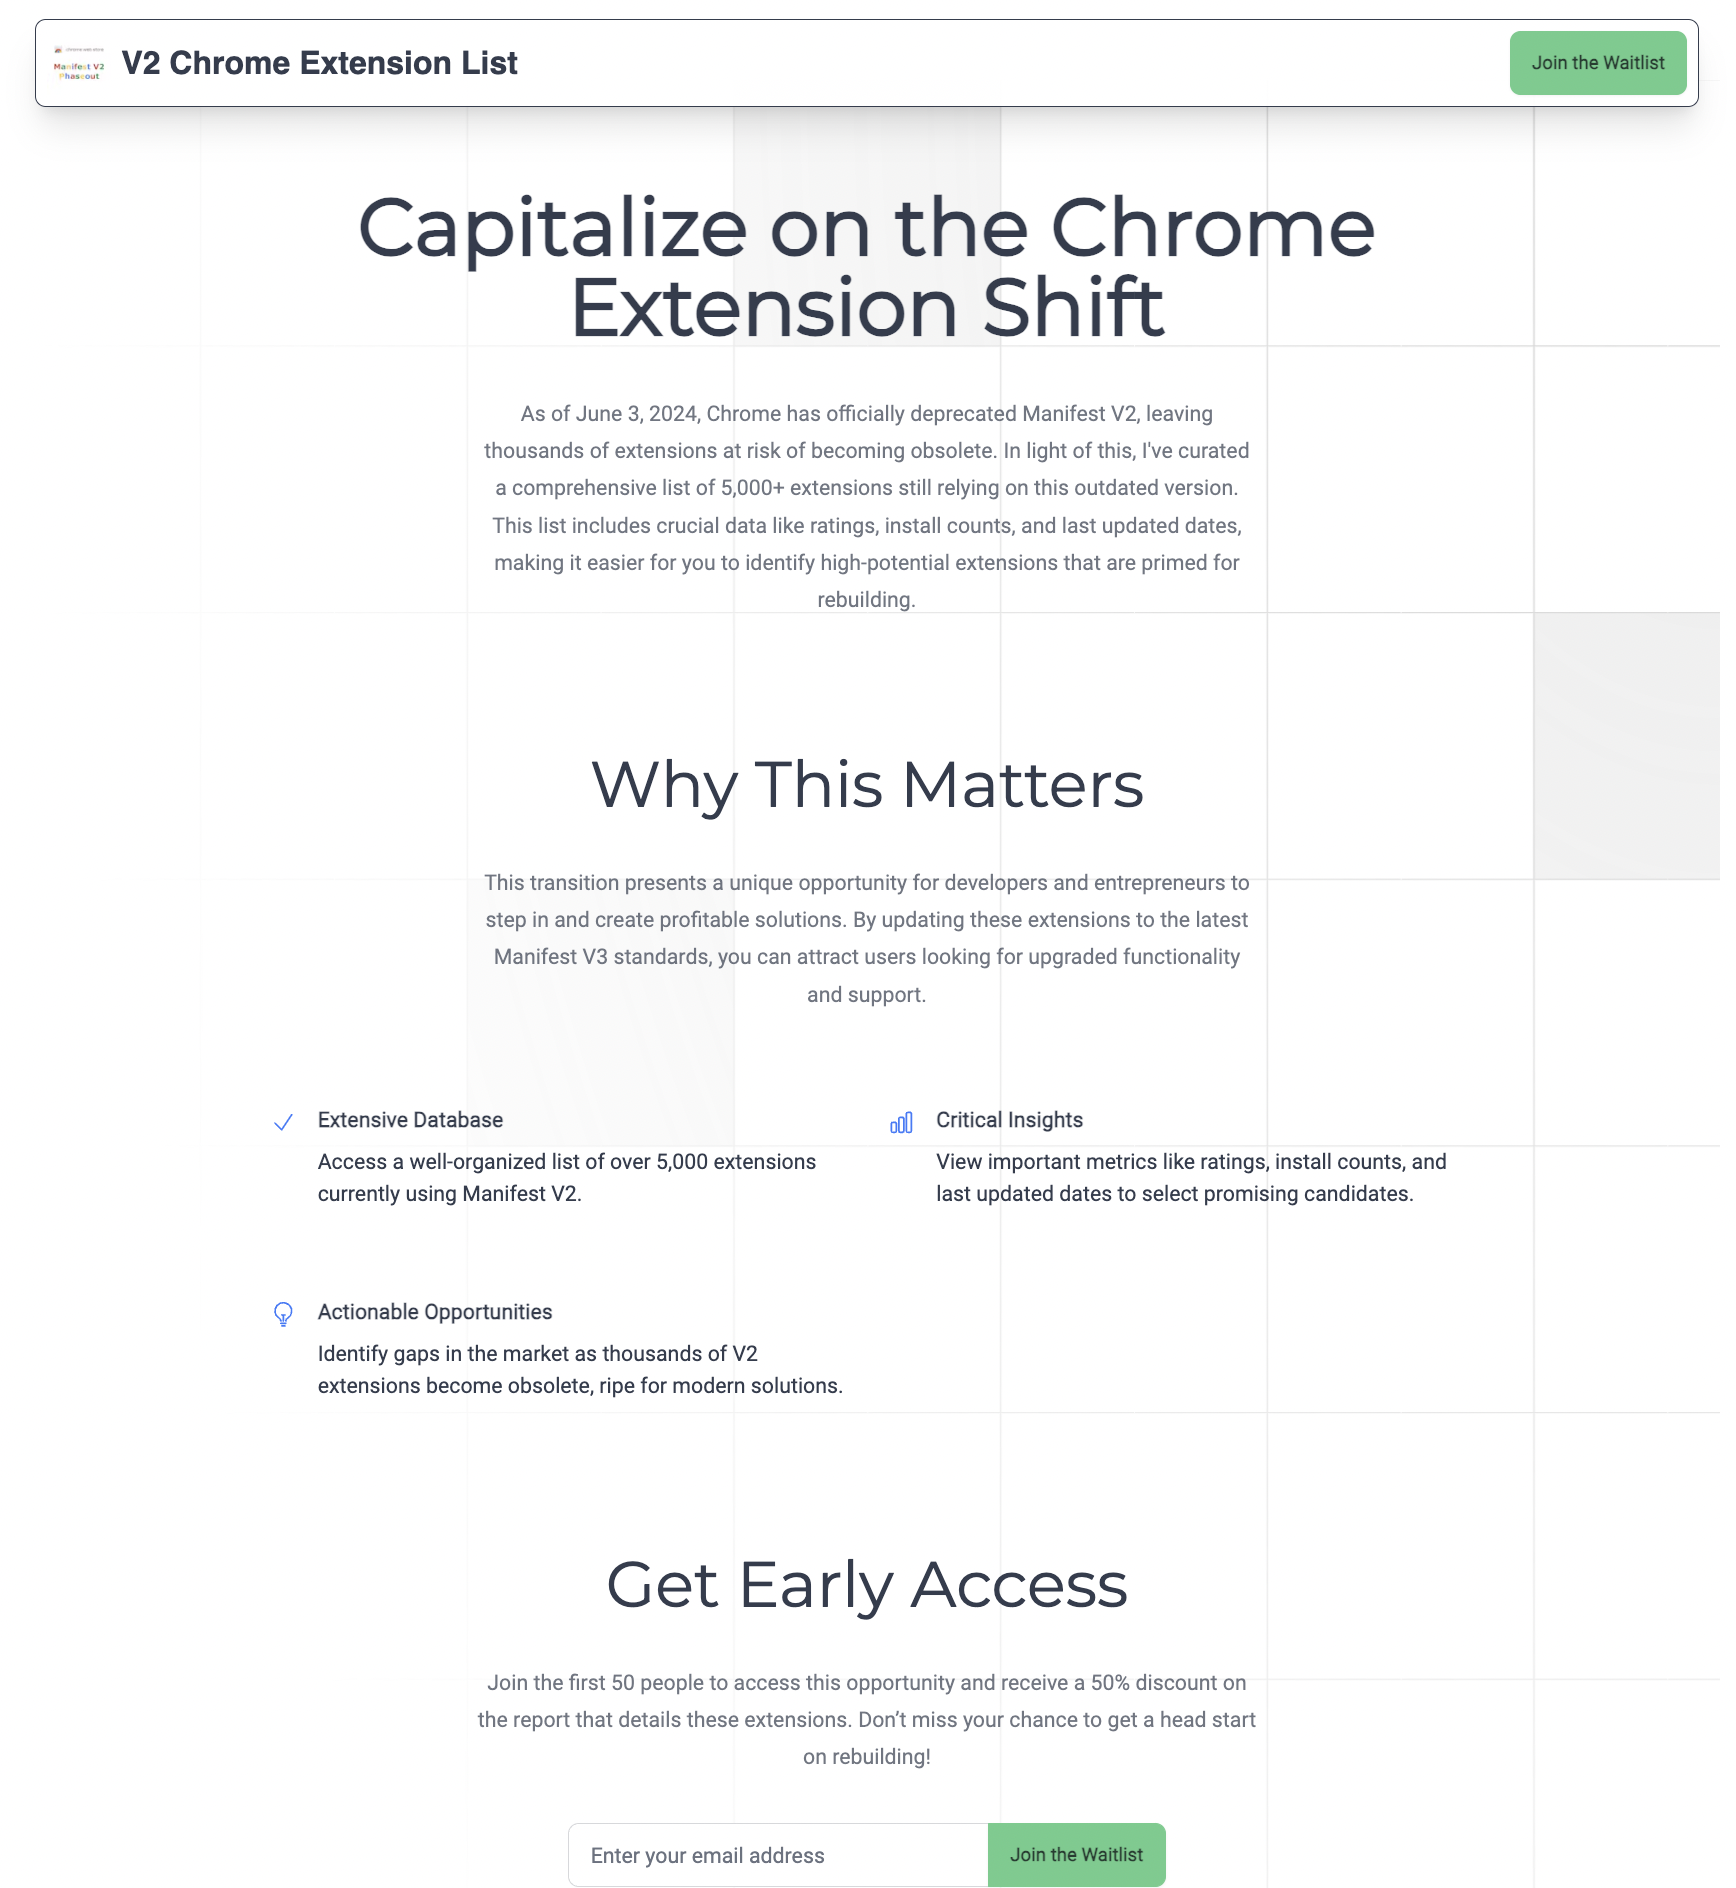 chrome web store
Manifest V2
Phaseout
V2 Chrome Extension List
Join the Waitlist
Capitalize on the Chrome
Extension Shift
As of June 3, 2024, Chrome has officially deprecated Manifest V2, leaving
thousands of extensions at risk of becoming obsolete. In light of this, I've curated
a comprehensive list of 5,000+ extensions still relying on this outdated version.
This list includes crucial data like ratings, install counts, and last updated dates,
making it easier for you to identify high-potential extensions that are primed for
rebuilding.
Why This Matters
This transition presents a unique opportunity for developers and entrepreneurs to
step in and create profitable solutions. By updating these extensions to the latest
Manifest V3 standards, you can attract users looking for upgraded functionality
and support.
Extensive Database
Access a well-organized list of over 5,000 extensions
currently using Manifest V2.
Critical Insights
View important metrics like ratings, install counts, and
last updated dates to select promising candidates.
Actionable Opportunities
Identify gaps in the market as thousands of V2
extensions become obsolete, ripe for modern solutions.
Get Early Access
Join the first 50 people to access this opportunity and receive a 50% discount on
the report that details these extensions. Don’t miss your chance to get a head start
on rebuilding!
Enter your email address
Join the Waitlist